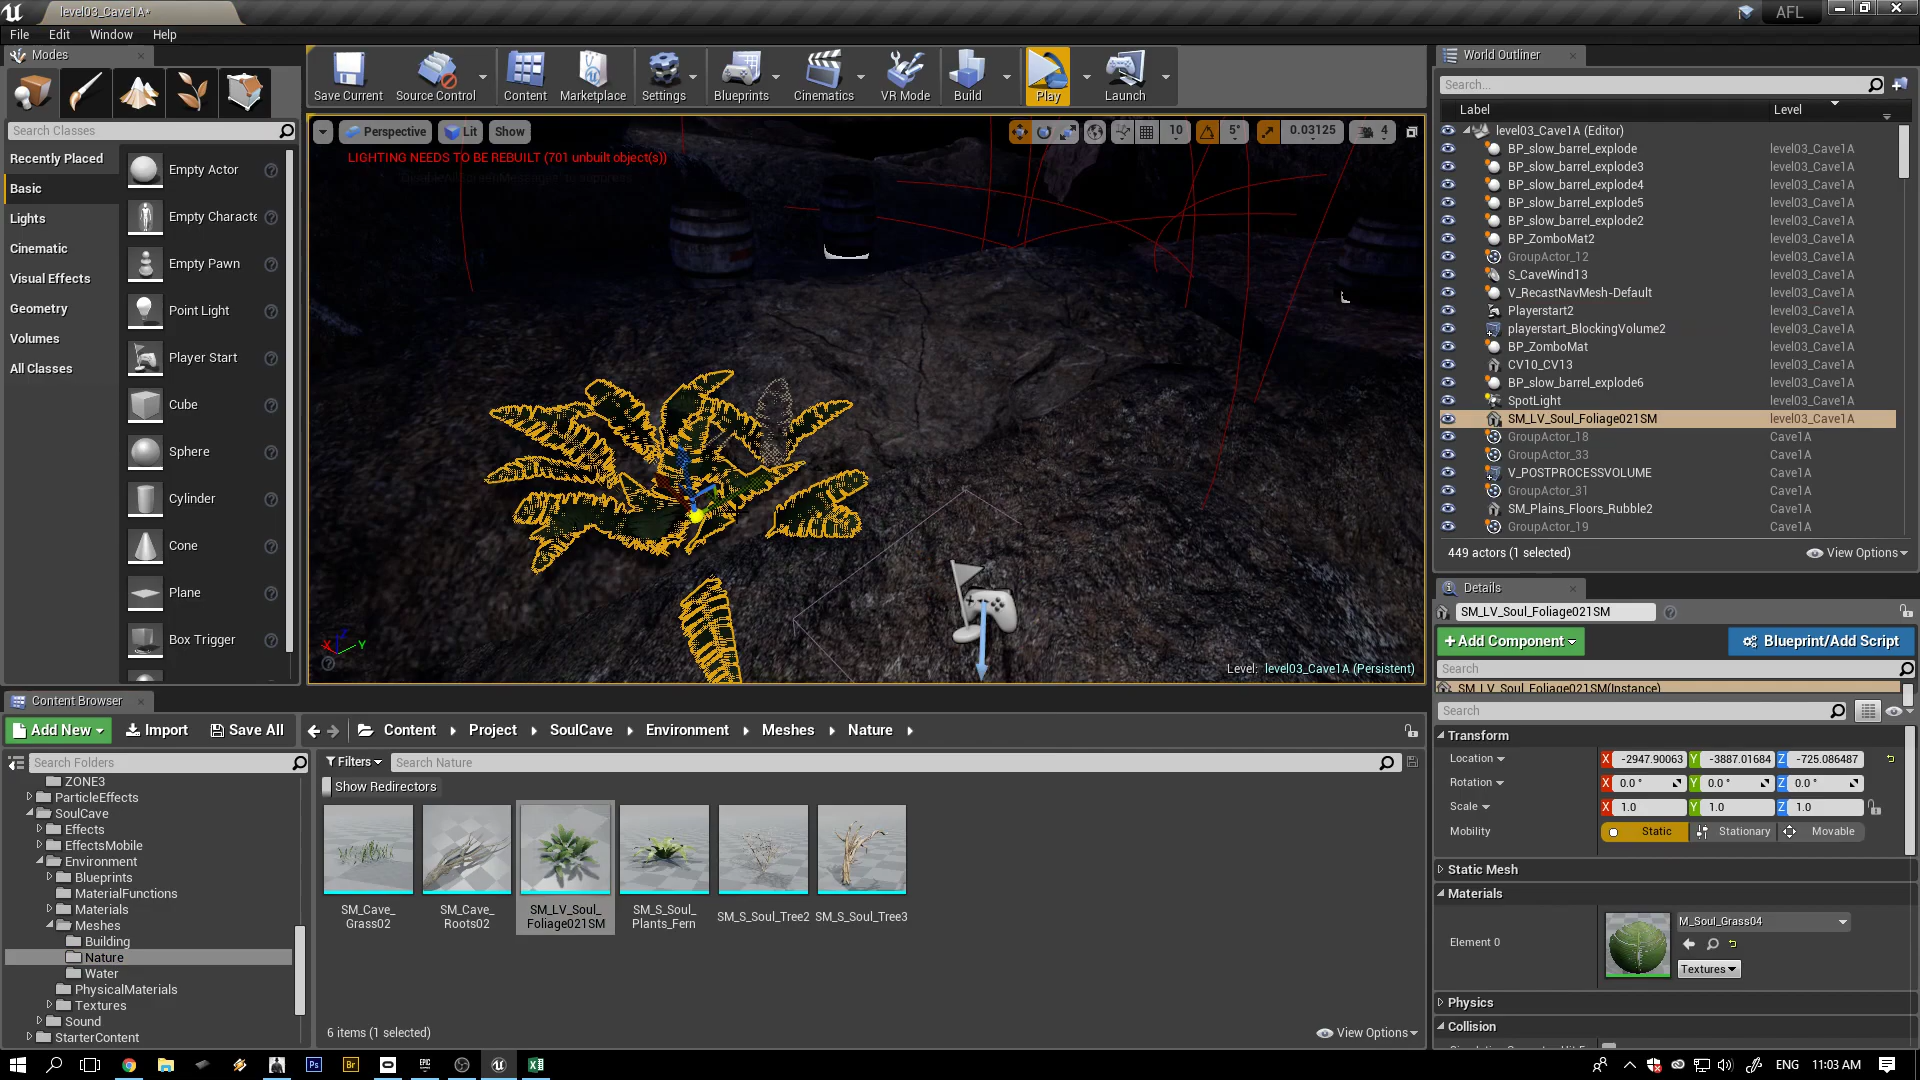 level03_Cave1A*
AFL
File Edit Window Help
Modes
Search Classes
Recently Placed
Basic
Lights
Cinematic
Visual Effects
Geometry
Volumes
All Classes
Empty Actor
Empty Characte
Empty Pawn
Point Light
Player Start
Cube
Sphere
Cylinder
Cone
Plane
Box Trigger
Save Current Source Control Content Marketplace Settings Blueprints Cinematics VR Mode Build Play Launch
Perspective Lit Show 10 5° 0.03125 4
LIGHTING NEEDS TO BE REBUILT (701 unbuilt object(s))
X Y
Level: level03_Cave1A (Persistent)
World Outliner
Search...
Label Level
level03_Cave1A (Editor)
BP_slow_barrel_explode level03_Cave1A
BP_slow_barrel_explode3 level03_Cave1A
BP_slow_barrel_explode4 level03_Cave1A
BP_slow_barrel_explode5 level03_Cave1A
BP_slow_barrel_explode2 level03_Cave1A
BP_ZomboMat2 level03_Cave1A
GroupActor_12 level03_Cave1A
S_CaveWind13 level03_Cave1A
V_RecastNavMesh-Default level03_Cave1A
Playerstart2 level03_Cave1A
playerstart_BlockingVolume2 level03_Cave1A
BP_ZomboMat level03_Cave1A
CV10_CV13 level03_Cave1A
BP_slow_barrel_explode6 level03_Cave1A
SpotLight level03_Cave1A
SM_LV_Soul_Foliage021SM level03_Cave1A
GroupActor_18 Cave1A
GroupActor_33 Cave1A
V_POSTPROCESSVOLUME Cave1A
GroupActor_31 Cave1A
SM_Plains_Floors_Rubble2 Cave1A
GroupActor_19 Cave1A
449 actors (1 selected) View Options
Details
SM_LV_Soul_Foliage021SM
+Add Component Blueprint/Add Script
Search
SM_LV_Soul_Foliage021SM(Instance)
Search
Transform
Location X -2947.90063 Y -3887.01684 Z -725.086487
Rotation X 0.0 ° Y 0.0 ° Z 0.0 °
Scale X 1.0 Y 1.0 Z 1.0
Mobility Static Stationary Movable
Static Mesh
Materials
Element 0
M_Soul_Grass04
Textures
Physics
Collision
Content Browser
Add New Import Save All
Content Project SoulCave Environment Meshes Nature
Search Folders
Filters Search Nature
Show Redirectors
ZONE3
ParticleEffects
SoulCave
Effects
EffectsMobile
Environment
Blueprints
MaterialFunctions
Materials
Meshes
Building
Nature
Water
PhysicalMaterials
Textures
Sound
StarterContent
SM_Cave_
Grass02
SM_Cave_
Roots02
SM_LV_Soul_
Foliage021SM
SM_S_Soul_
Plants_Fern
SM_S_Soul_Tree2
SM_S_Soul_Tree3
6 items (1 selected) View Options
Ps Br EPIC ENG 11:03 AM